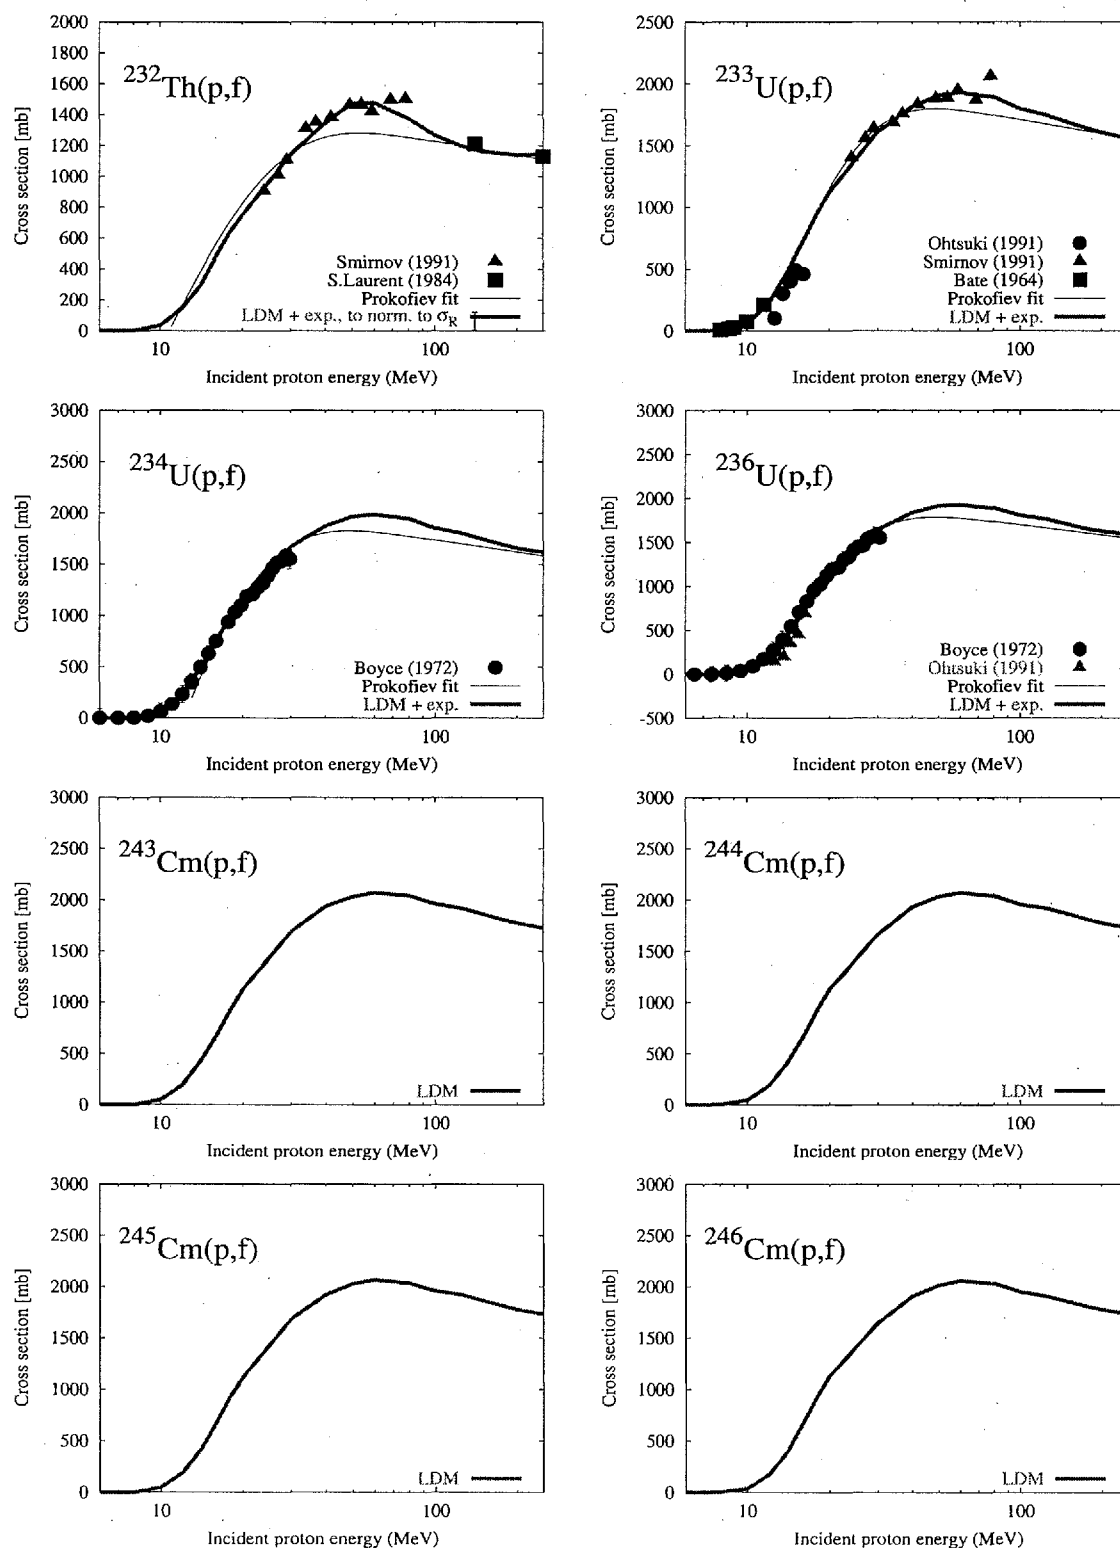 232Th(p,f)
Cross section [mb]
2000
1800
1600
1400
1200
1000
800
600
400
200
0
Smirnov (1991)
S.Laurent (1984)
Prokofiev fit
LDM + exp., to norm. to σR
10
100
Incident proton energy (MeV)
233U(p,f)
Cross section [mb]
2500
2000
1500
1000
500
0
Ohtsuki (1991)
Smirnov (1991)
Bate (1964)
Prokofiev fit
LDM + exp.
10
100
Incident proton energy (MeV)
234U(p,f)
Cross section [mb]
3000
2500
2000
1500
1000
500
0
Boyce (1972)
Prokofiev fit
LDM + exp.
10
100
Incident proton energy (MeV)
236U(p,f)
Cross section [mb]
3000
2500
2000
1500
1000
500
0
-500
Boyce (1972)
Ohtsuki (1991)
Prokofiev fit
LDM + exp.
10
100
Incident proton energy (MeV)
243Cm(p,f)
Cross section [mb]
3000
2500
2000
1500
1000
500
0
LDM
10
100
Incident proton energy (MeV)
244Cm(p,f)
Cross section [mb]
3000
2500
2000
1500
1000
500
0
LDM
10
100
Incident proton energy (MeV)
245Cm(p,f)
Cross section [mb]
3000
2500
2000
1500
1000
500
0
LDM
10
100
Incident proton energy (MeV)
246Cm(p,f)
Cross section [mb]
3000
2500
2000
1500
1000
500
0
LDM
10
100
Incident proton energy (MeV)